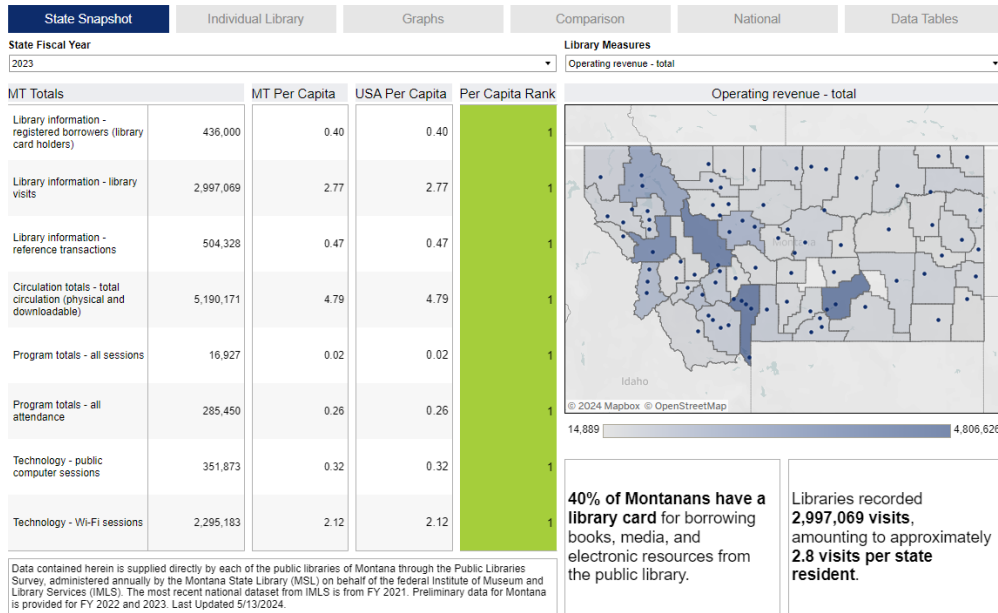 State Snapshot
Individual Library
Graphs
Comparison
National
Data Tables
State Fiscal Year
2023
Library Measures
Operating revenue - total
MT Totals
MT Per Capita
USA Per Capita
Per Capita Rank
Library information -
registered borrowers (library
card holders)
436,000
0.40
0.40
1
Library information - library
visits
2,997,069
2.77
2.77
1
Library information -
reference transactions
504,328
0.47
0.47
1
Circulation totals - total
circulation (physical and
downloadable)
5,190,171
4.79
4.79
1
Program totals - all sessions
16,927
0.02
0.02
1
Program totals - all
attendance
285,450
0.26
0.26
1
Technology - public
computer sessions
351,873
0.32
0.32
1
Technology - Wi-Fi sessions
2,295,183
2.12
2.12
1
Data contained herein is supplied directly by each of the public libraries of Montana through the Public Libraries
Survey, administered annually by the Montana State Library (MSL) on behalf of the federal Institute of Museum and
Library Services (IMLS). The most recent national dataset from IMLS is from FY 2021. Preliminary data for Montana
is provided for FY 2022 and 2023. Last Updated 5/13/2024.
Operating revenue - total
Montana
Idaho
© 2024 Mapbox © OpenStreetMap
14,889
4,806,626
40% of Montanans have a
library card for borrowing
books, media, and
electronic resources from
the public library.
Libraries recorded
2,997,069 visits,
amounting to approximately
2.8 visits per state
resident.